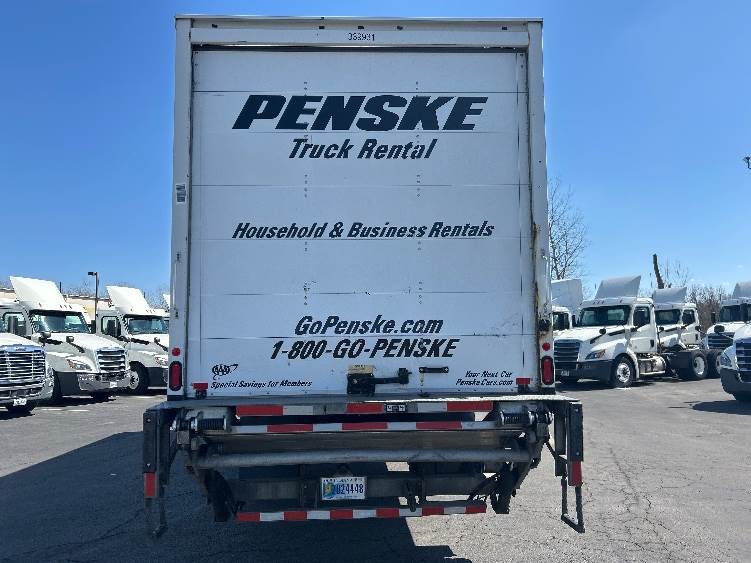 339931
PENSKE
Truck Rental
Household & Business Rentals
GoPenske.com
1-800-GO-PENSKE
AAA
Special Savings for Members
Your Next Car
PenskeCars.com